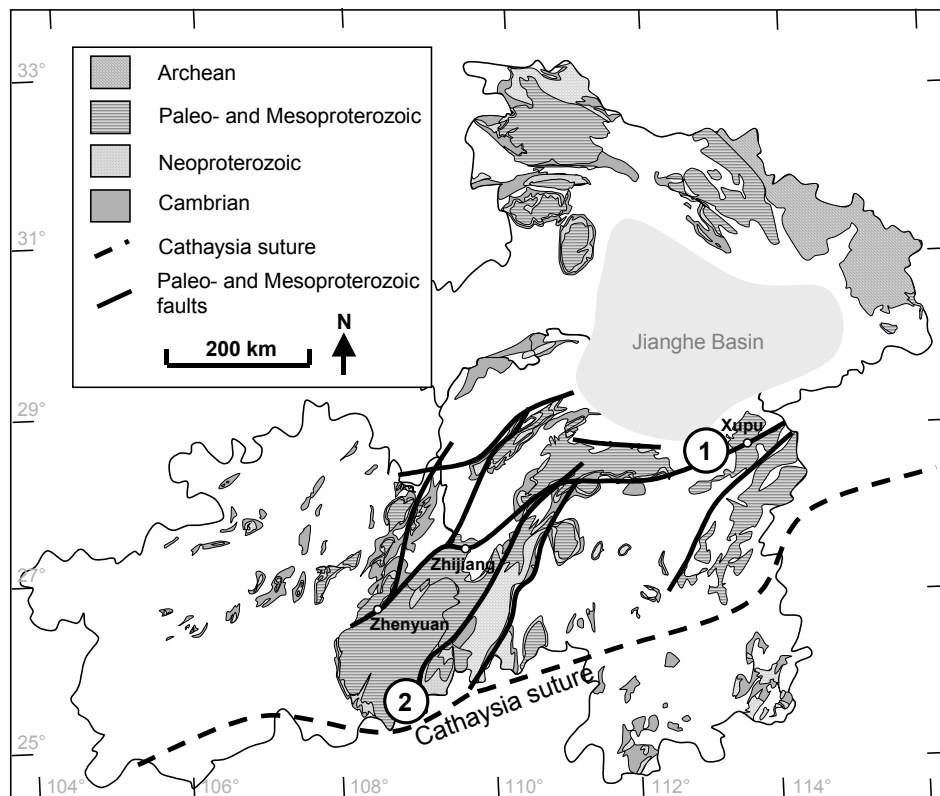 33°
31°
29°
27°
25°
Archean
Paleo- and Mesoproterozoic
Neoproterozoic
Cambrian
Cathaysia suture
Paleo- and Mesoproterozoic
faults
200 km
N
Jianghe Basin
Xupu
1
Zhijiang
Zhenyuan
2
Cathaysia suture
104°
106°
108°
110°
112°
114°